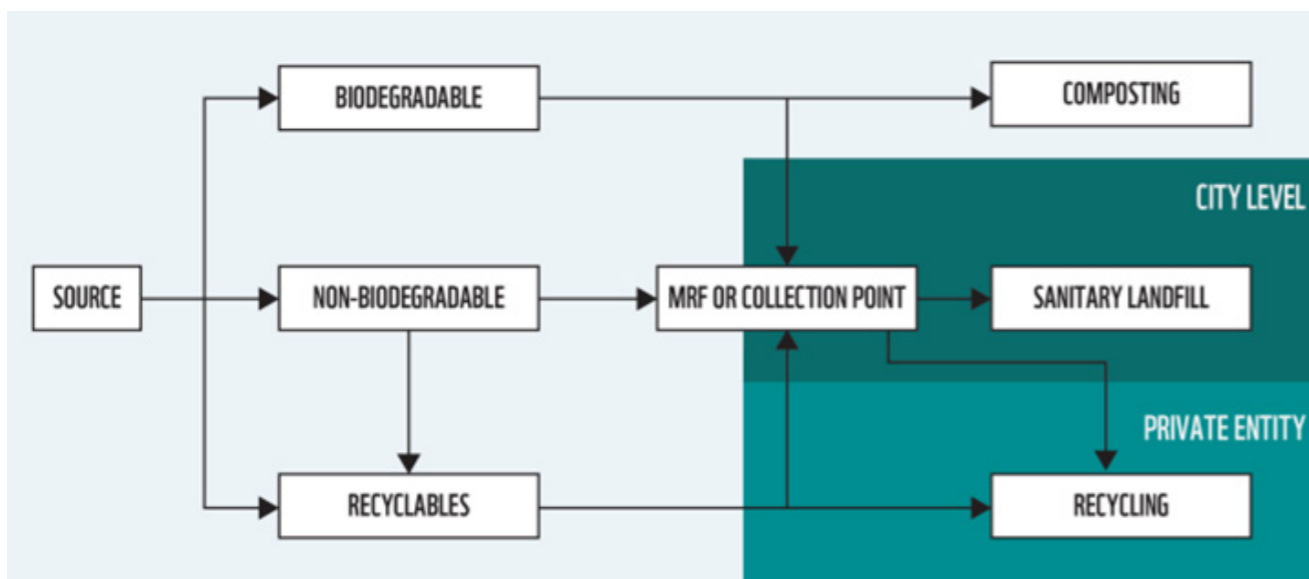 BIODEGRADABLE
COMPOSTING
CITY LEVEL
SOURCE
NON-BIODEGRADABLE
MRF OR COLLECTION POINT
SANITARY LANDFILL
PRIVATE ENTITY
RECYCLABLES
RECYCLING